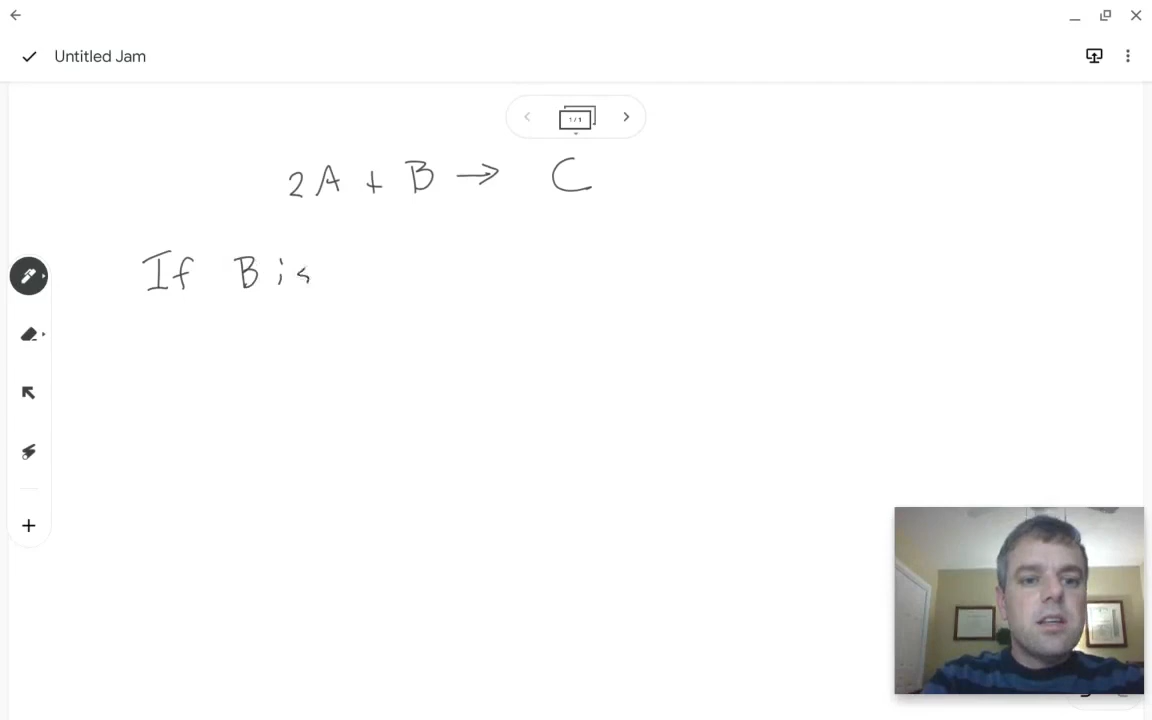 Untitled Jam
1 / 1
2A + B → C
If B is